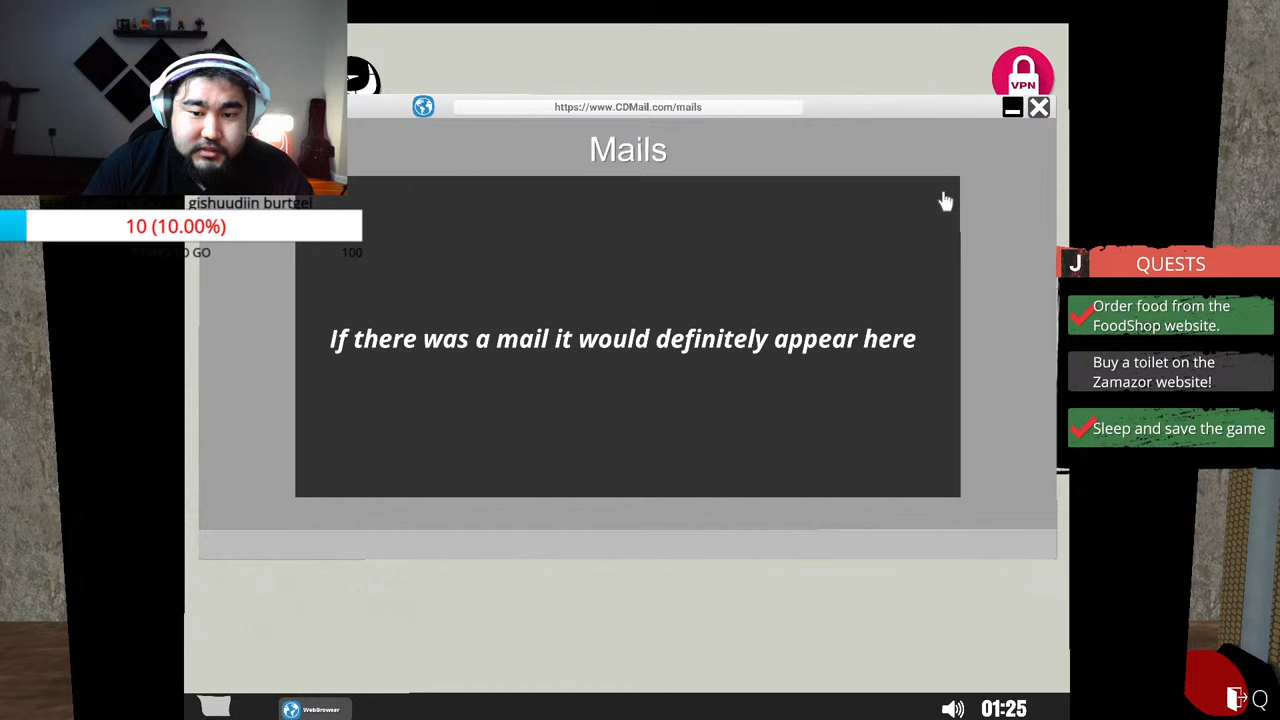 VPN
https://www.CDMail.com/mails
Mails
gishuudiin burtgel
10 (10.00%)
GO
100
If there was a mail it would definitely appear here
J
QUESTS
Order food from the
FoodShop website.
Buy a toilet on the
Zamazor website!
Sleep and save the game
WebBrowser
01:25
Q